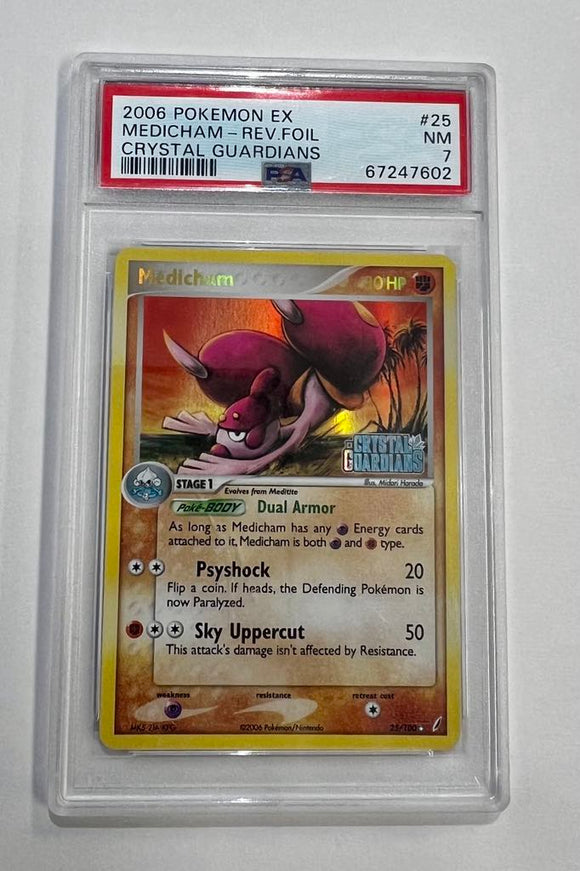 2006 POKEMON EX #25
MEDICHAM - REV.FOIL NM
CRYSTAL GUARDIANS 7
PSA 67247602
Medicham HP
CRYSTAL
GUARDIANS
Illus. Midori Harada
STAGE 1
Evolves from Meditite
Poké-BODY Dual Armor
As long as Medicham has any Energy cards
attached to it, Medicham is both and type.
Psyshock 20
Flip a coin. If heads, the Defending Pokémon is
now Paralyzed.
Sky Uppercut 50
This attack's damage isn't affected by Resistance.
weakness resistance retreat cost
©2006 Pokémon/Nintendo 25/100